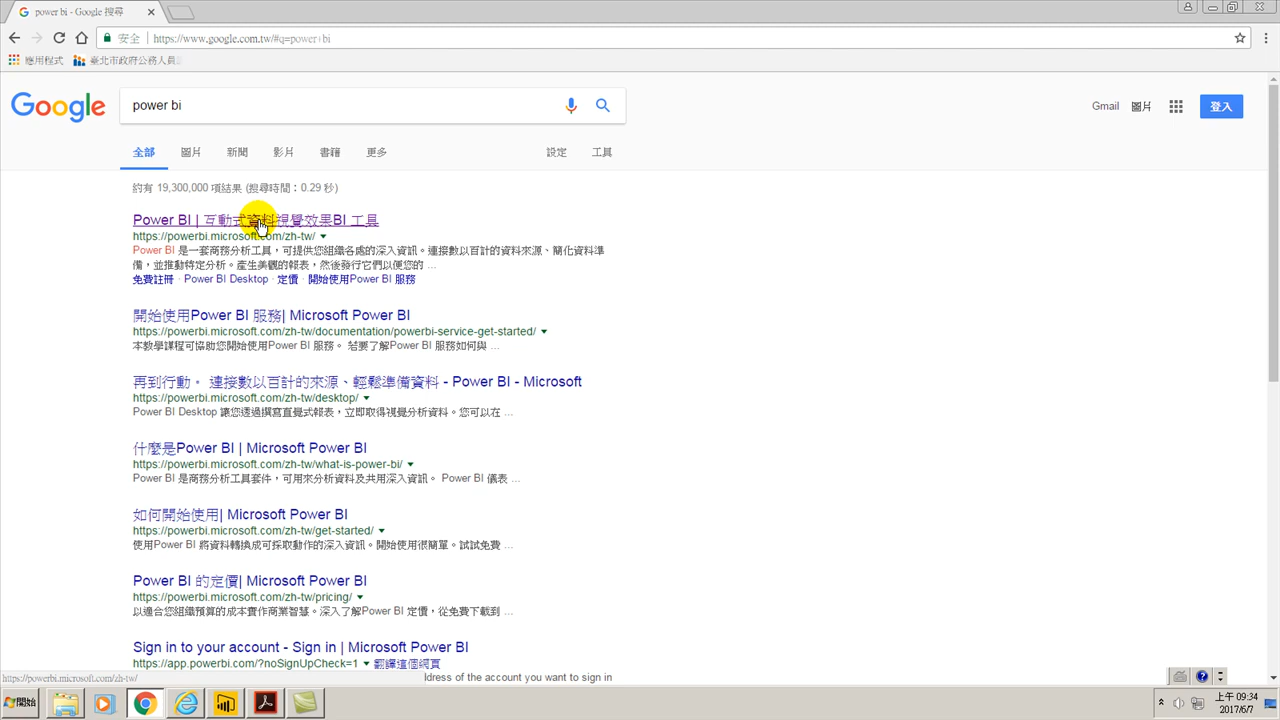 power bi - Google 搜尋
安全 https://www.google.com.tw/#q=power+bi
應用程式 臺北市政府公務人員
Google power bi Gmail 圖片 登入
全部 圖片 新聞 影片 書籍 更多 設定 工具
約有 19,300,000 項結果 (搜尋時間：0.29 秒)
Power BI | 互動式資料視覺效果BI 工具
https://powerbi.microsoft.com/zh-tw/
Power BI 是一套商務分析工具，可提供您組織各處的深入資訊。連接數以百計的資料來源、簡化資料準
備，並推動特定分析。產生美觀的報表，然後發行它們以便您的 ...
免費註冊 · Power BI Desktop · 定價 · 開始使用Power BI 服務
開始使用Power BI 服務| Microsoft Power BI
https://powerbi.microsoft.com/zh-tw/documentation/powerbi-service-get-started/
本教學課程可協助您開始使用Power BI 服務。 若要了解Power BI 服務如何與 ...
再到行動。 連接數以百計的來源、輕鬆準備資料 - Power BI - Microsoft
https://powerbi.microsoft.com/zh-tw/desktop/
Power BI Desktop 讓您透過撰寫直覺式報表，立即取得視覺分析資料。您可以在 ...
什麼是Power BI | Microsoft Power BI
https://powerbi.microsoft.com/zh-tw/what-is-power-bi/
Power BI 是商務分析工具套件，可用來分析資料及共用深入資訊。 Power BI 儀表 ...
如何開始使用| Microsoft Power BI
https://powerbi.microsoft.com/zh-tw/get-started/
使用Power BI 將資料轉換成可採取動作的深入資訊。開始使用很簡單。試試免費 ...
Power BI 的定價| Microsoft Power BI
https://powerbi.microsoft.com/zh-tw/pricing/
以適合您組織預算的成本實作商業智慧。深入了解Power BI 定價，從免費下載到 ...
Sign in to your account - Sign in | Microsoft Power BI
https://app.powerbi.com/?noSignUpCheck=1 翻譯這個網頁
https://powerbi.microsoft.com/zh-tw/ ldress of the account you want to sign in
開始 上午 09:34
2017/6/7